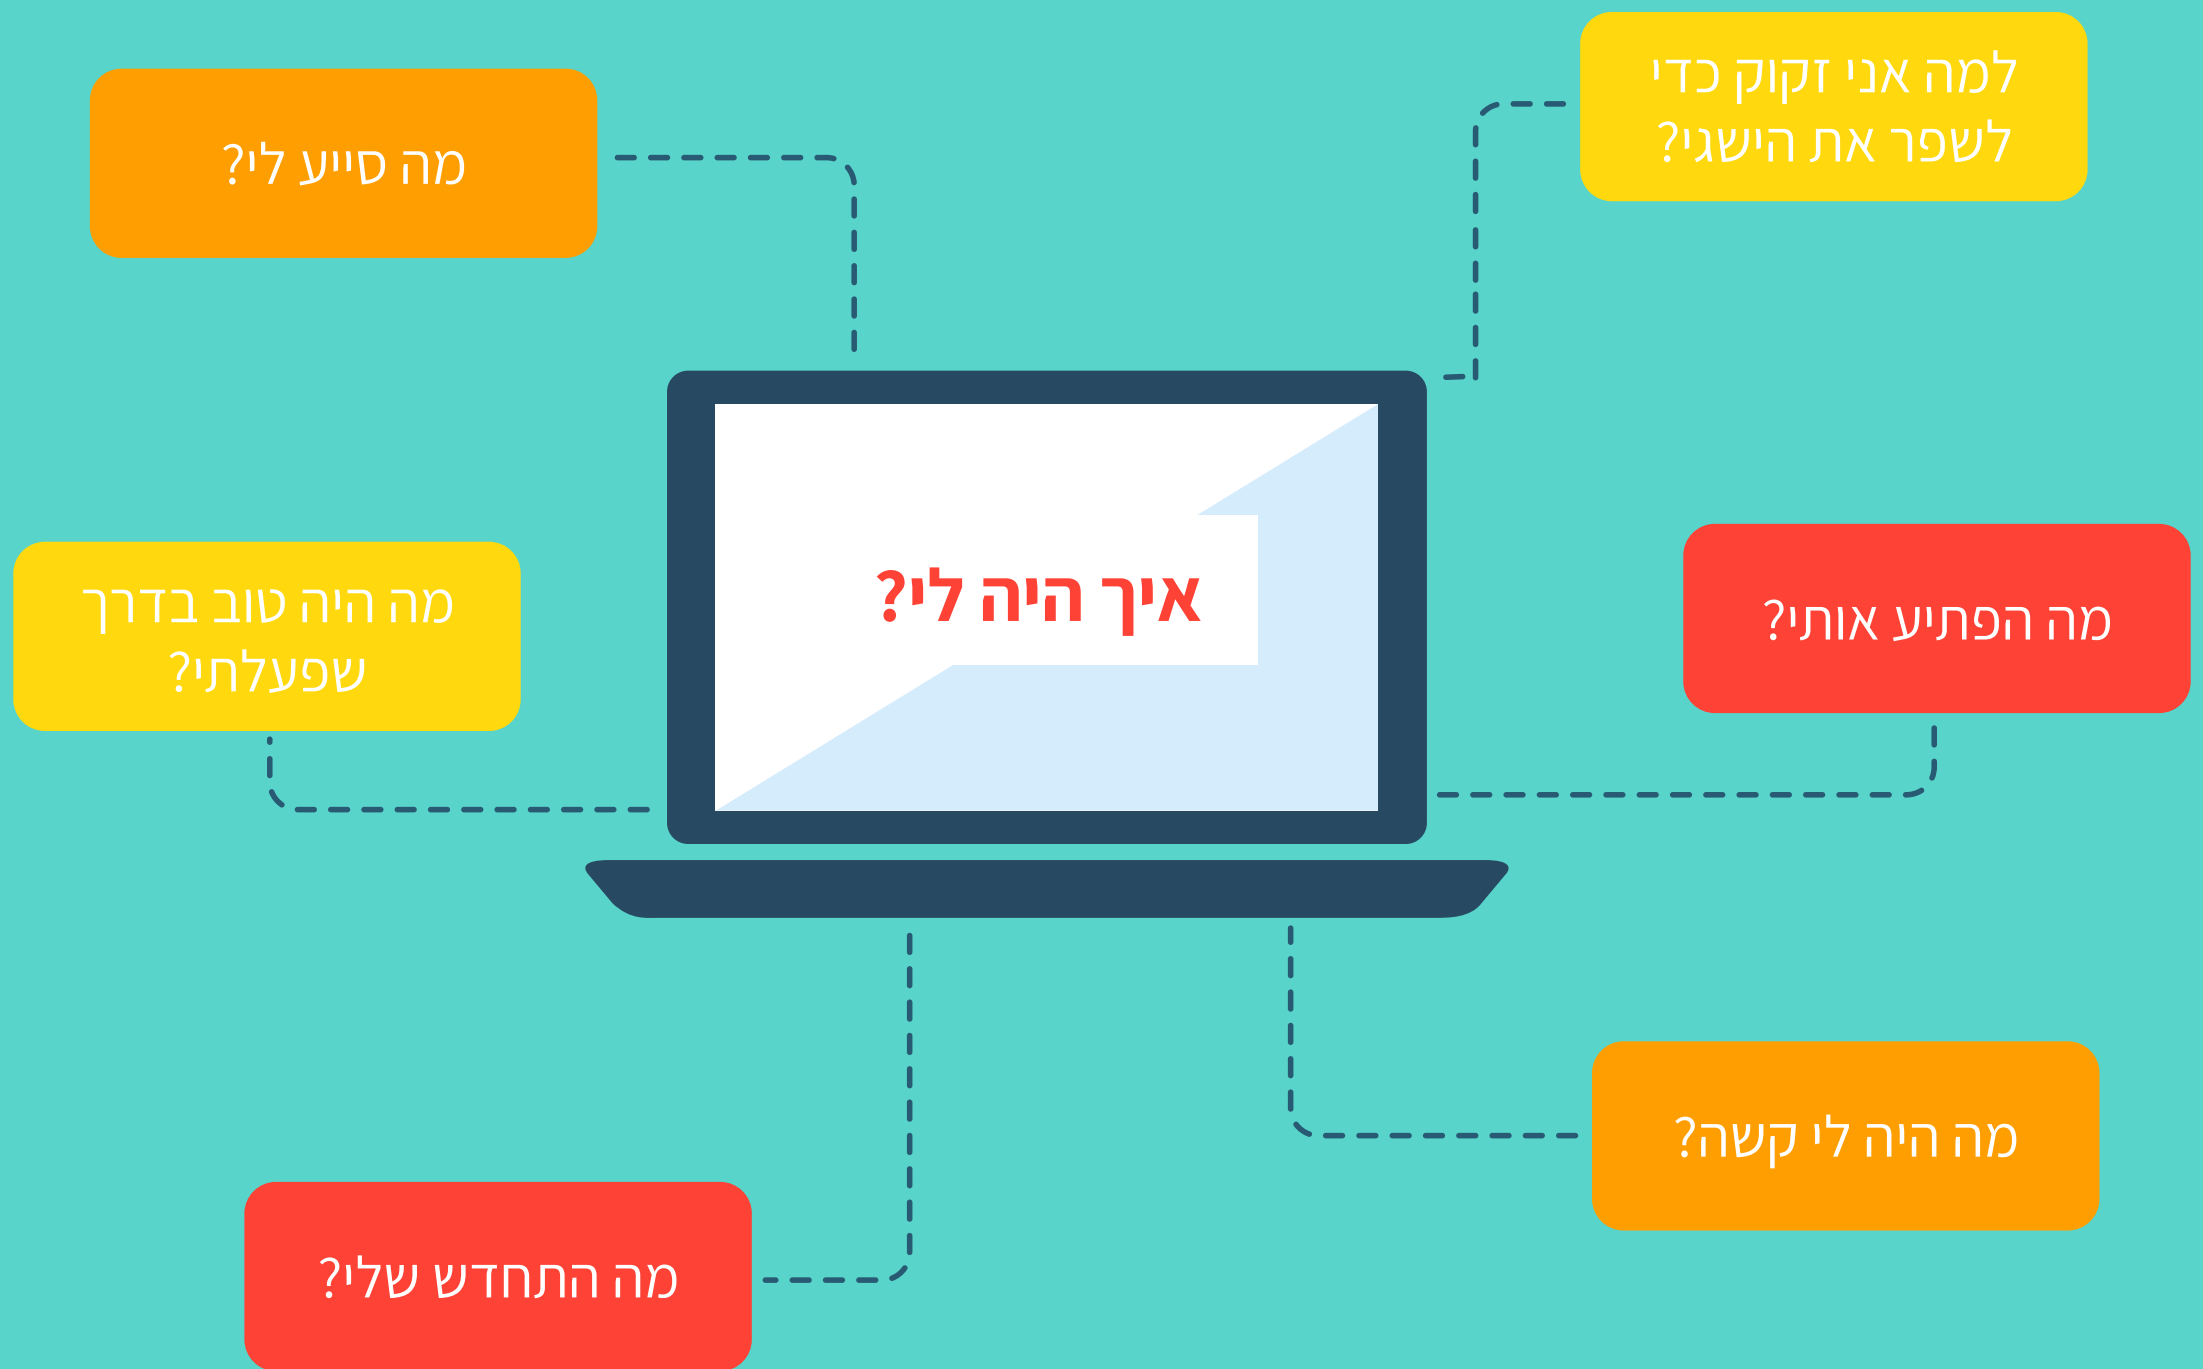 למה אני זקוק כדי
לשפר את הישגי?
מה סייע לי?
איך היה לי?
מה הפתיע אותי?
מה היה טוב בדרך
שפעלתי?
מה היה לי קשה?
מה התחדש שלי?